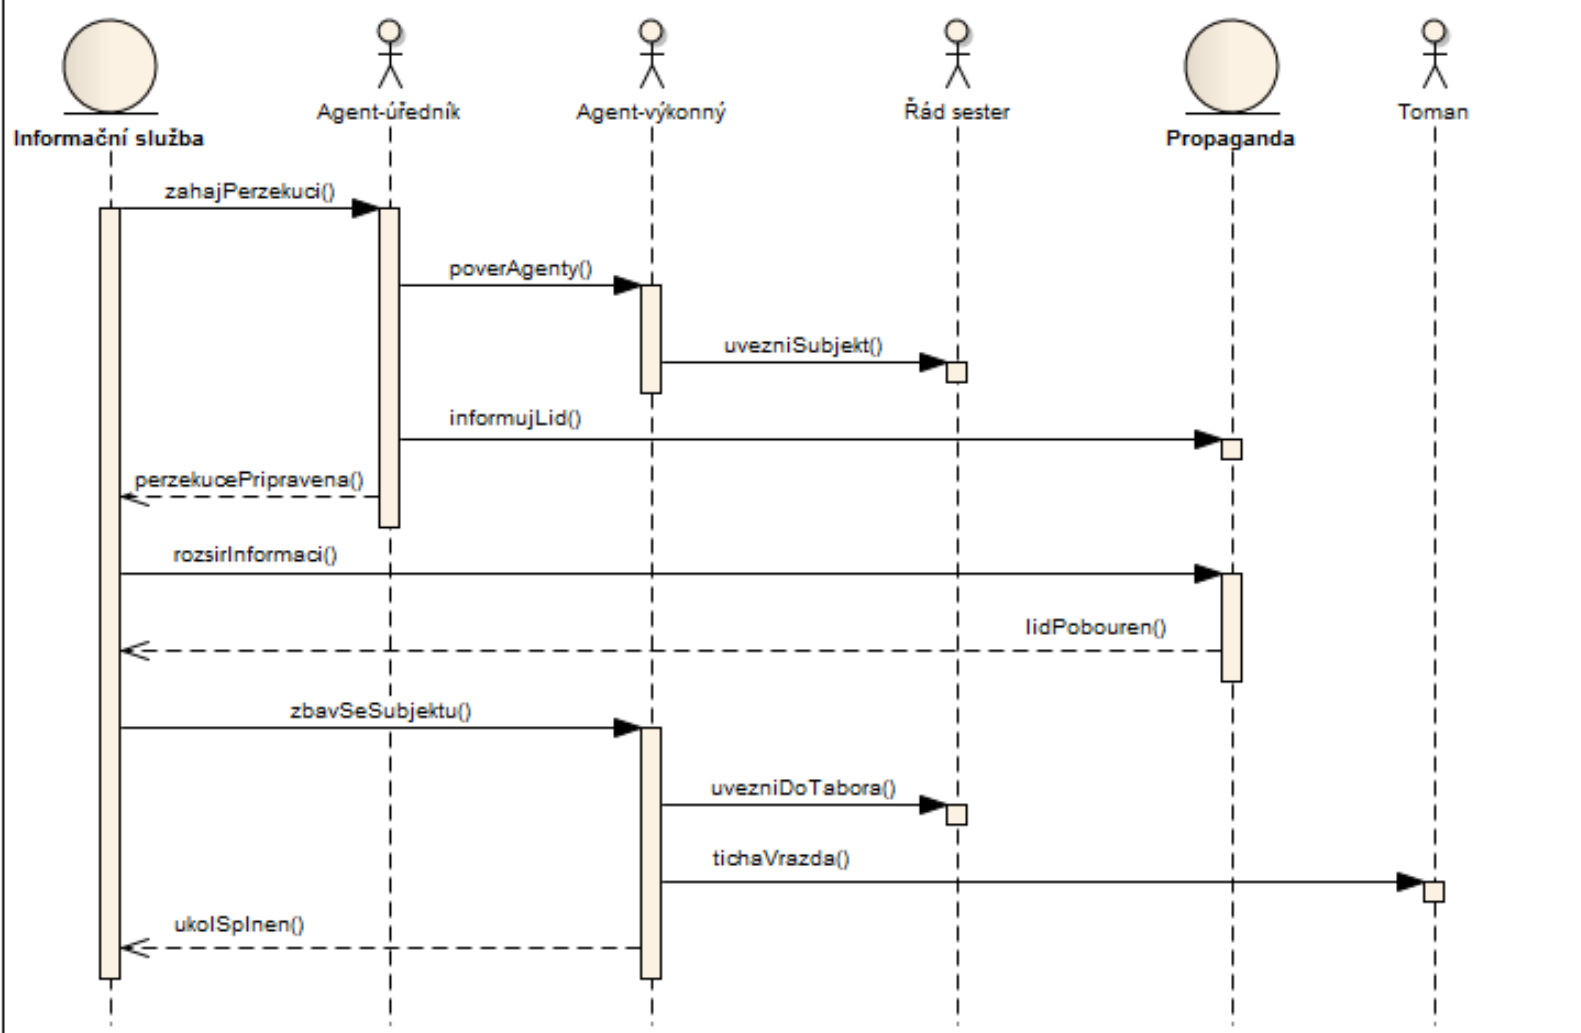 Informační služba
Agent-úředník
Agent-výkonný
Řád sester
Propaganda
Toman
zahajPerzekuci()
poverAgenty()
uvezniSubjekt()
informujLid()
perzekucePripravena()
rozsirInformaci()
lidPobouren()
zbavSeSubjektu()
uvezniDoTabora()
tichaVrazda()
ukolSplnen()